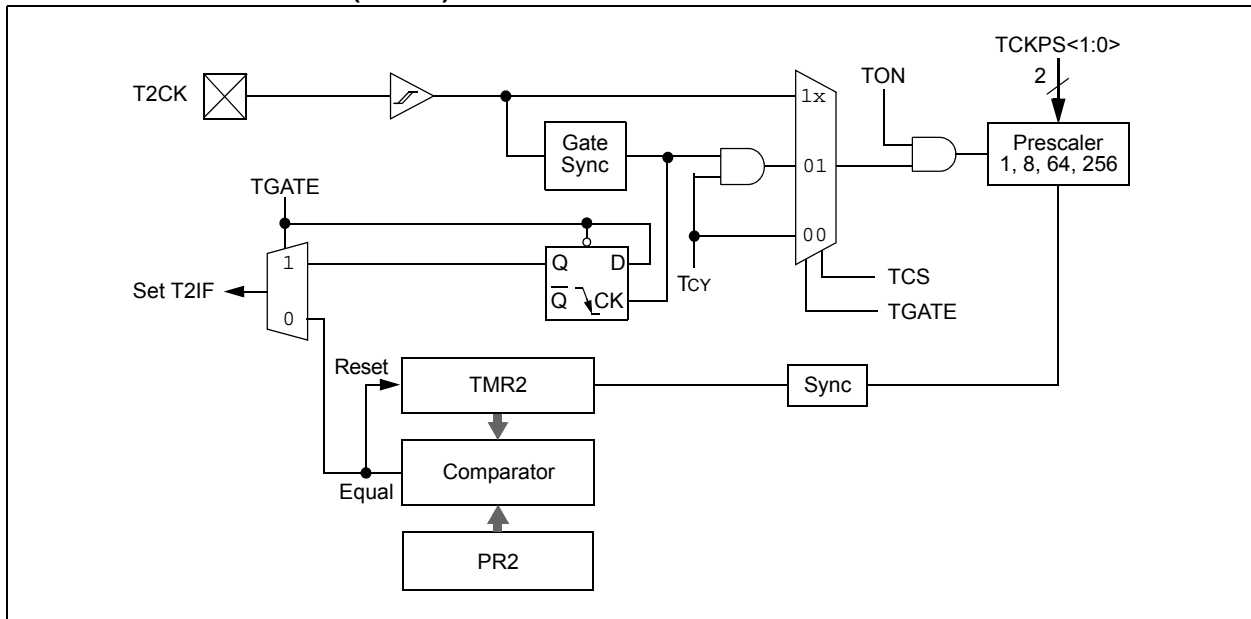 TCKPS<1:0>
2
TON
T2CK
1x
Gate
Sync
Prescaler
1, 8, 64, 256
01
TGATE
00
1
Q D
Q CK
TCY
TCS
Set T2IF
0
TGATE
Reset
TMR2
Sync
Comparator
Equal
PR2